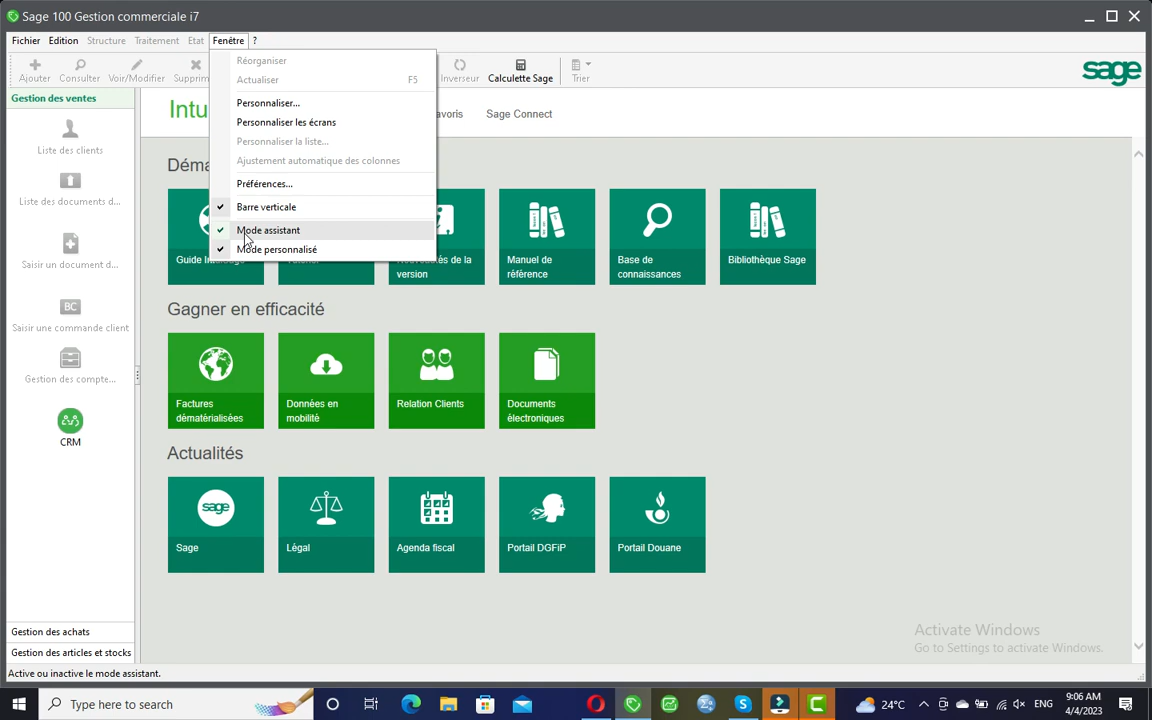 Sage 100 Gestion commerciale i7
Fichier Edition Structure Traitement Etat Fenêtre ?
Ajouter Consulter Voir/Modifier Supprim Inverseur Calculette Sage Trier
sage
Réorganiser
Actualiser F5
Personnaliser...
Personnaliser les écrans
Personnaliser la liste...
Ajustement automatique des colonnes
Préférences...
Barre verticale
Mode assistant
Mode personnalisé
Gestion des ventes
Liste des clients
Liste des documents d...
Saisir un document d...
BC
Saisir une commande client
Gestion des compte...
CRM
Gestion des achats
Gestion des articles et stocks
Intu avoris Sage Connect
Déma
Nouveautés de la version
Manuel de référence
Base de connaissances
Bibliothèque Sage
Gagner en efficacité
Factures dématérialisées
Données en mobilité
Relation Clients
Documents électroniques
Actualités
sage
Sage
Légal
Agenda fiscal
Portail DGFiP
Portail Douane
Activate Windows
Go to Settings to activate Windows.
Active ou inactive le mode assistant.
Type here to search
24°C ENG
9:06 AM
4/4/2023